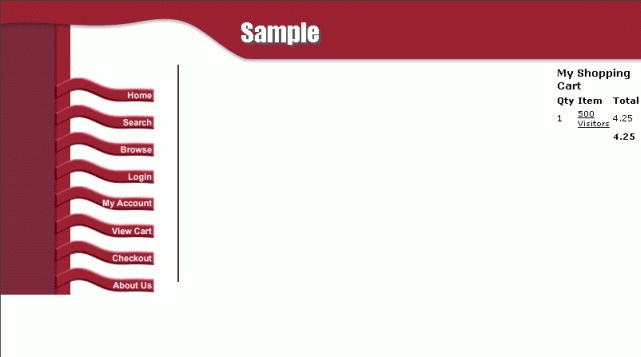 Sample
Home
Search
Browse
Login
My Account
View Cart
Checkout
About Us
My Shopping
Cart
Qty Item Total
1 500 Visitors 4.25
4.25